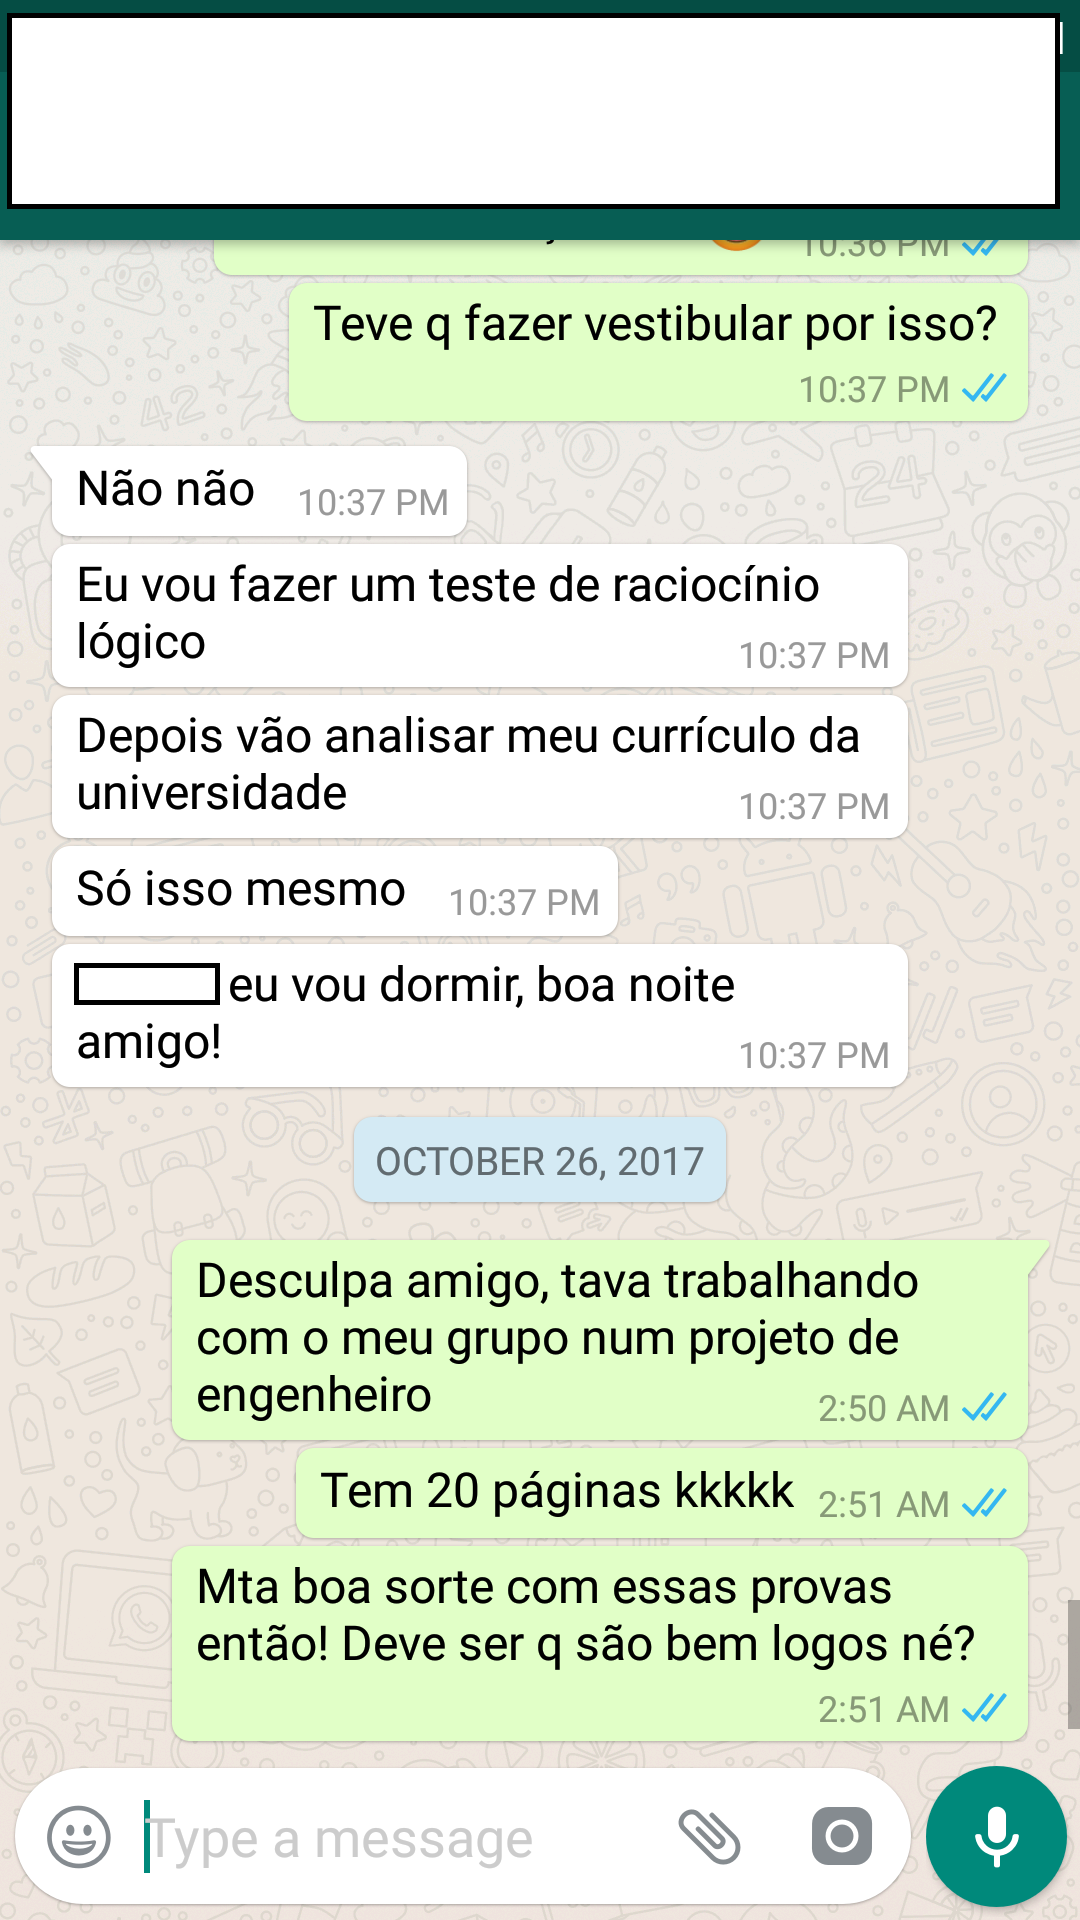 10:36 PM
Teve q fazer vestibular por isso?
10:37 PM
Não não 10:37 PM
Eu vou fazer um teste de raciocínio
lógico 10:37 PM
Depois vão analisar meu currículo da
universidade 10:37 PM
Só isso mesmo 10:37 PM
eu vou dormir, boa noite
amigo! 10:37 PM
OCTOBER 26, 2017
Desculpa amigo, tava trabalhando
com o meu grupo num projeto de
engenheiro 2:50 AM
Tem 20 páginas kkkkk 2:51 AM
Mta boa sorte com essas provas
então! Deve ser q são bem logos né?
2:51 AM
Type a message